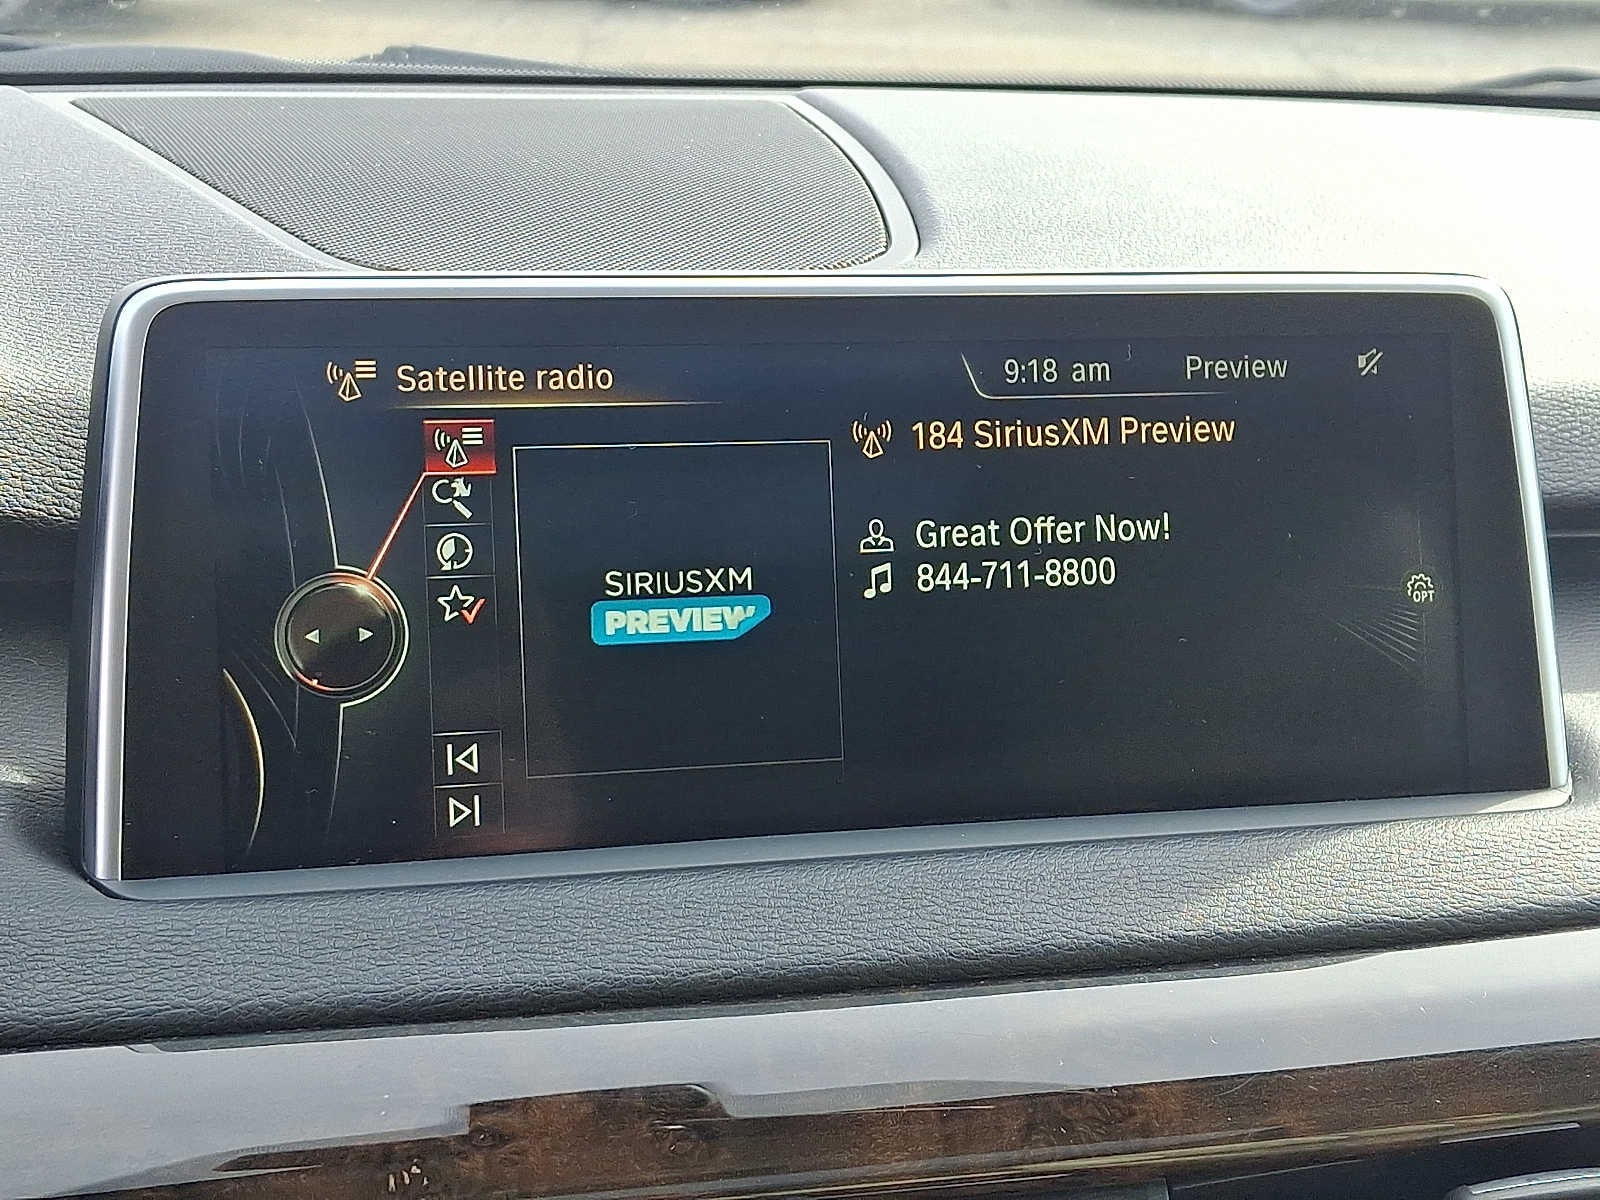 Satellite radio
9:18 am
Preview
184 SiriusXM Preview
Great Offer Now!
844-711-8800
SIRIUSXM
PREVIEW
OPT